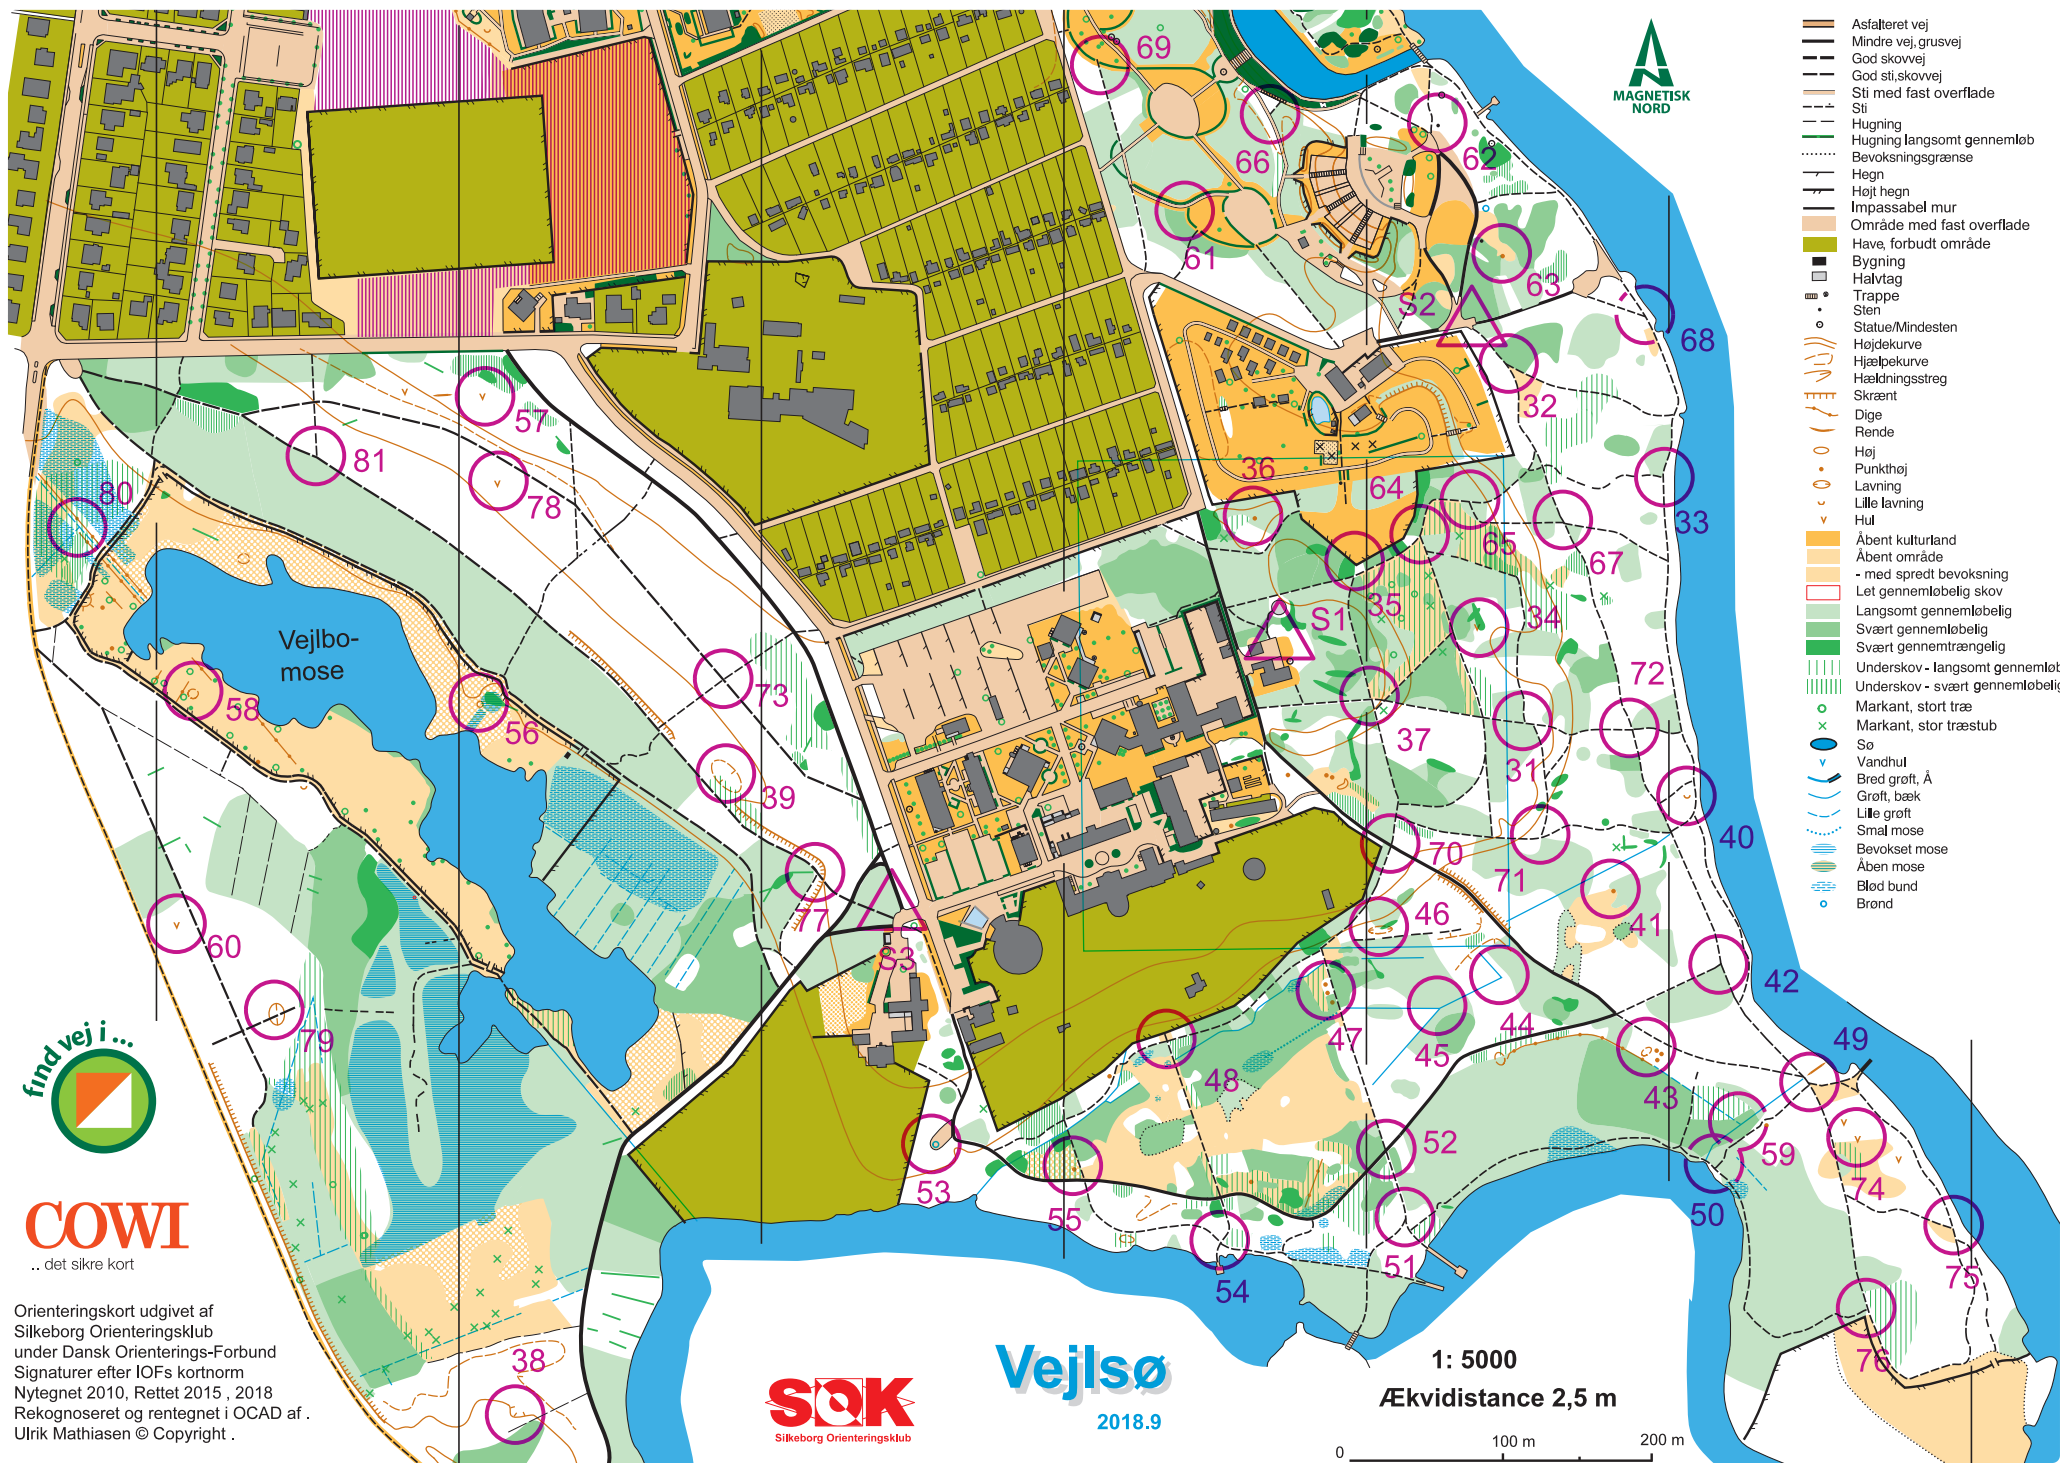 69
66
62
61
63
S2
68
32
57
81
78
80
36
64
33
65
67
35
S1
34
Vejlbo-
mose
58
56
73
72
37
31
39
40
70
71
77
46
41
60
S3
42
47
44
45
79
48
43
49
52
59
53
55
74
50
51
54
75
76
38
MAGNETISK
NORD
Asfalteret vej
Mindre vej, grusvej
God skovvej
God sti,skovvej
Sti med fast overflade
Sti
Hugning
Hugning langsomt gennemløb
Bevoksningsgrænse
Hegn
Højt hegn
Impassabel mur
Område med fast overflade
Have, forbudt område
Bygning
Halvtag
Trappe
Sten
Statue/Mindesten
Højdekurve
Hjælpekurve
Hældningsstreg
Skrænt
Dige
Rende
Høj
Punkthøj
Lavning
Lille lavning
Hul
Åbent kulturland
Åbent område
- med spredt bevoksning
Let gennemløbelig skov
Langsomt gennemløbelig
Svært gennemløbelig
Svært gennemtrængelig
Underskov - langsomt gennemløb
Underskov - svært gennemløbelig
Markant, stort træ
Markant, stor træstub
Sø
Vandhul
Bred grøft, Å
Grøft, bæk
Lille grøft
Smal mose
Bevokset mose
Åben mose
Blød bund
Brønd
find vej i ...
COWI
.. det sikre kort
Orienteringskort udgivet af
Silkeborg Orienteringsklub
under Dansk Orienterings-Forbund
Signaturer efter IOFs kortnorm
Nytegnet 2010, Rettet 2015 , 2018
Rekognoseret og rentegnet i OCAD af .
Ulrik Mathiasen © Copyright .
SOK
Silkeborg Orienteringsklub
Vejlsø
2018.9
1: 5000
Ækvidistance 2,5 m
0 100 m 200 m